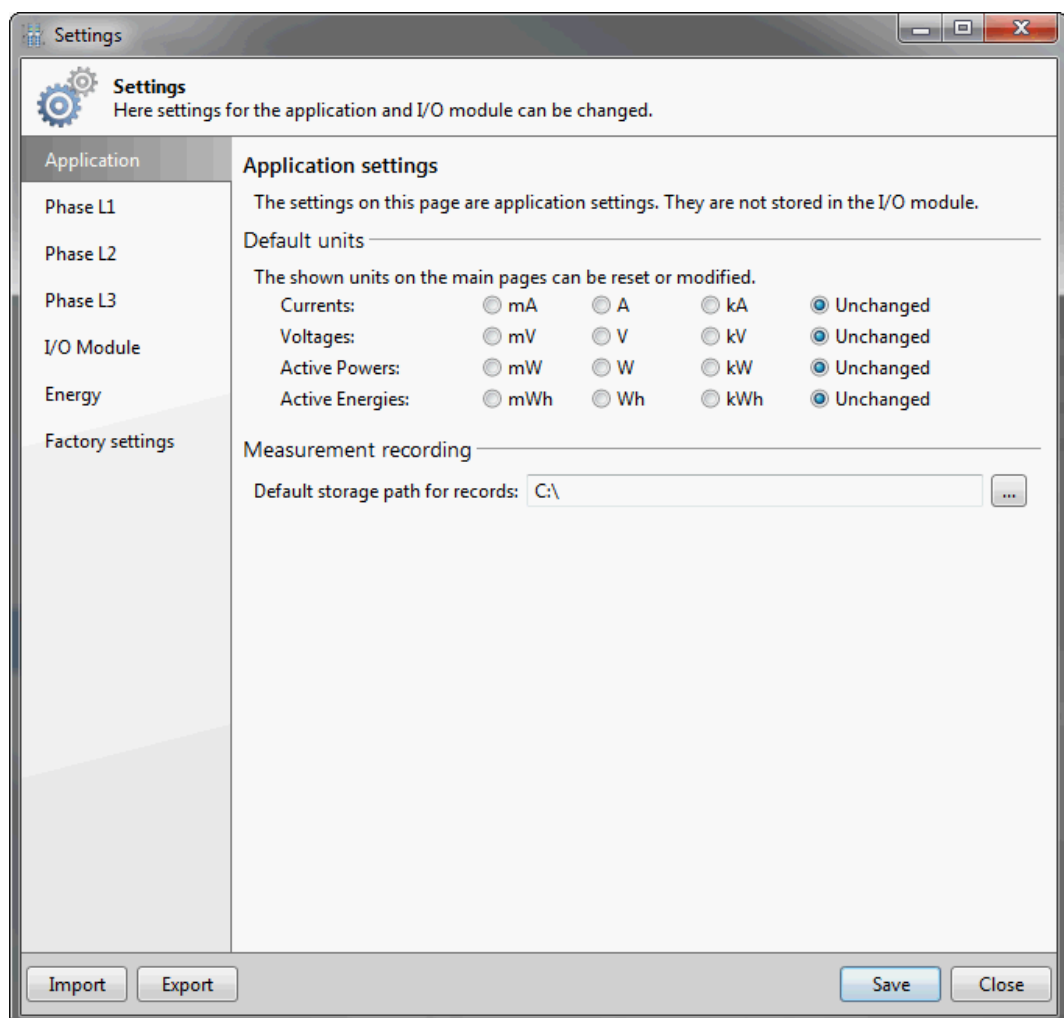 Settings
Settings
Here settings for the application and I/O module can be changed.
Application
Phase L1
Phase L2
Phase L3
I/O Module
Energy
Factory settings
Application settings
The settings on this page are application settings. They are not stored in the I/O module.
Default units
The shown units on the main pages can be reset or modified.
Currents: mA A kA Unchanged
Voltages: mV V kV Unchanged
Active Powers: mW W kW Unchanged
Active Energies: mWh Wh kWh Unchanged
Measurement recording
Default storage path for records: C:\ ...
Import Export Save Close